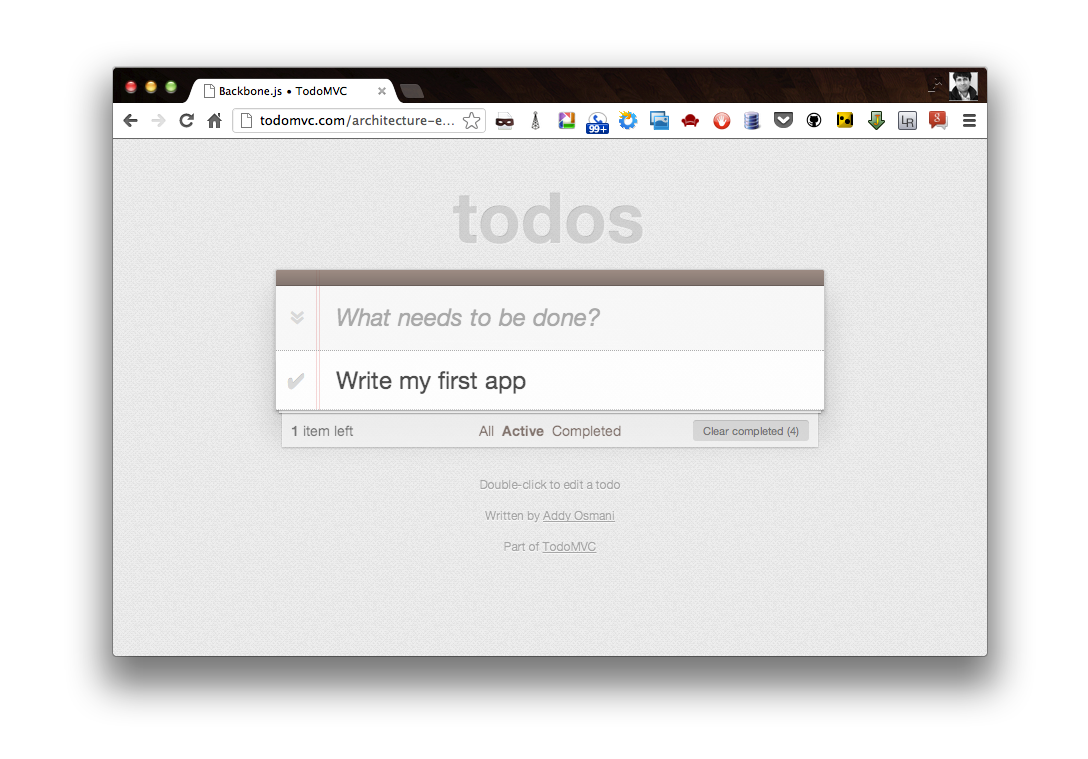 Backbone.js • TodoMVC
todomvc.com/architecture-e...
99+
LR
8
todos
What needs to be done?
Write my first app
1 item left
All Active Completed
Clear completed (4)
Double-click to edit a todo
Written by Addy Osmani
Part of TodoMVC